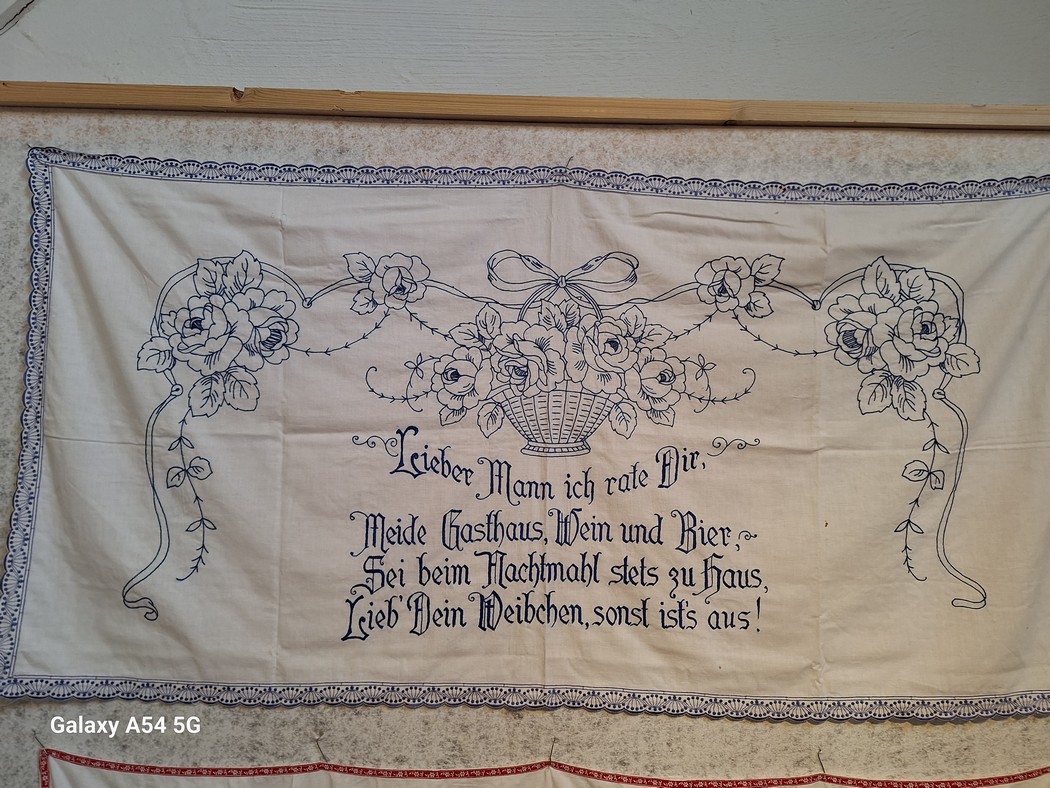 Lieber Mann ich rate Dir,
Meide Gasthaus, Wein und Bier,
Sei beim Nachtmahl stets zu Haus,
Lieb' Dein Weibchen, sonst ist's aus!
Galaxy A54 5G